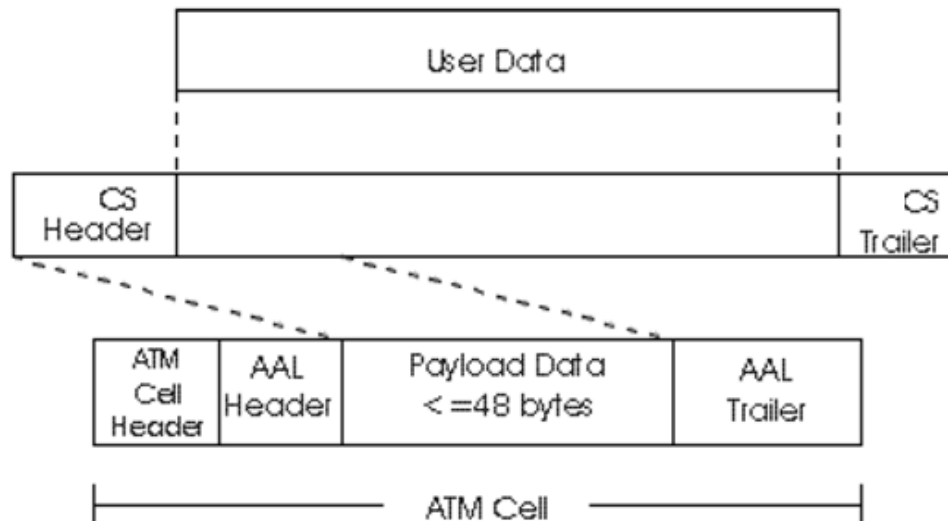 User Data
CS
Header
CS
Trailer
ATM
Cell
Header
AAL
Header
Payload Data
< =48 bytes
AAL
Trailer
ATM Cell